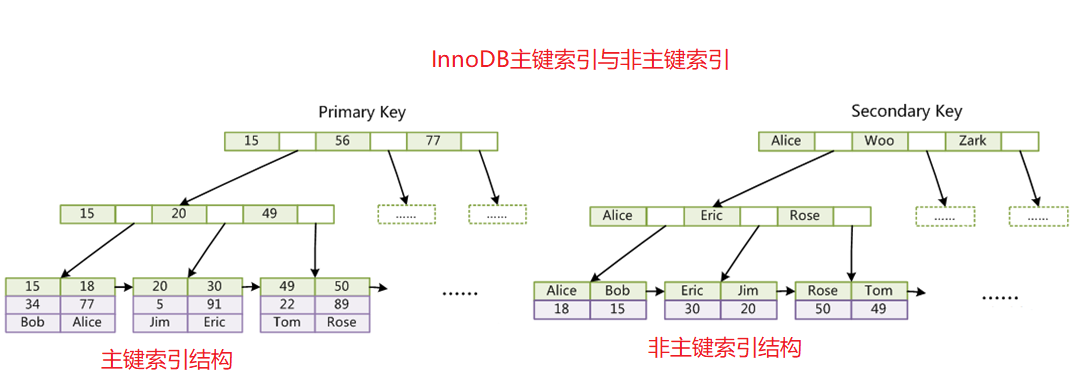 InnoDB主键索引与非主键索引
Primary Key
15 56 77
15 20 49
…… ……
15 18 20 30 49 50
34 77 5 91 22 89
Bob Alice Jim Eric Tom Rose
……
主键索引结构
Secondary Key
Alice Woo Zark
Alice Eric Rose
…… ……
Alice Bob Eric Jim Rose Tom
18 15 30 20 50 49
……
非主键索引结构